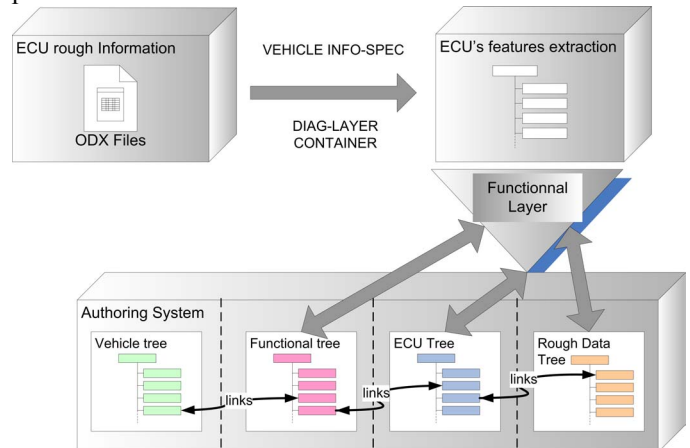 ECU rough Information
ODX Files
VEHICLE INFO-SPEC
DIAG-LAYER
CONTAINER
ECU's features extraction
Functionnal
Layer
Authoring System
Vehicle tree
Functional tree
ECU Tree
Rough Data
Tree
links
links
links